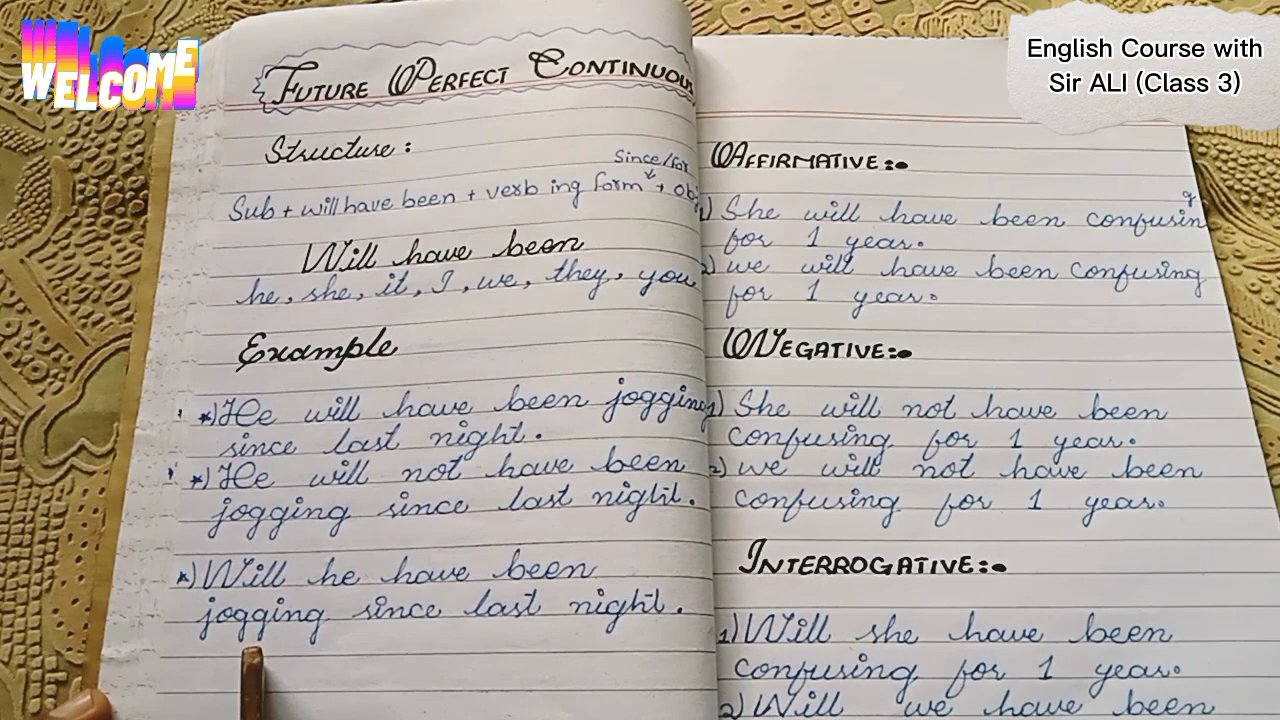 WELCOME
English Course with
Sir ALI (Class 3)
Future Perfect Continuous
Structure :
Since/for
Sub + will have been + verb ing form + obj
Will have been
he, she, it, I, we, they, you
Example
*) He will have been jogging
since last night.
*) He will not have been
jogging since last night.
*) Will he have been
jogging since last night.
Affirmative:
1) She will have been confusing
for 1 year.
2) we will have been confusing
for 1 year.
Negative:
1) She will not have been
confusing for 1 year.
2) we will not have been
confusing for 1 year.
Interrogative:
1) Will she have been
confusing for 1 year.
2) Will we have been